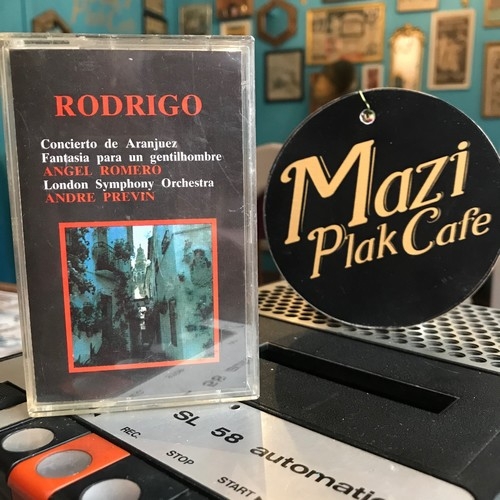 RODRIGO
Concierto de Aranjuez
Fantasia para un gentilhombre
ANGEL ROMERO
London Symphony Orchestra
ANDRE PREVIN
Mazi
Plak Cafe
SL 58 automatic
REC.
STOP
START